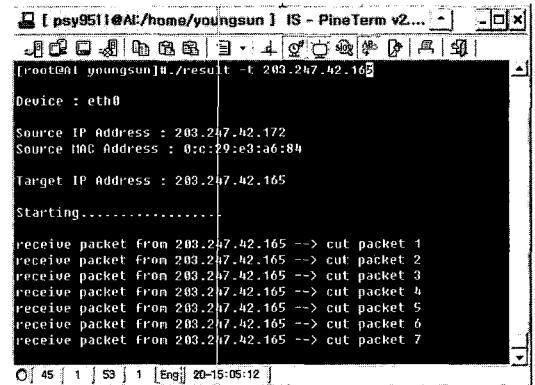 [ psy9511@AI:/home/youngsun ] IS - PineTerm v2....
[root@AI youngsun]#./result -t 203.247.42.165
Device : eth0
Source IP Address : 203.247.42.172
Source MAC Address : 0:c:29:e3:a6:84
Target IP Address : 203.247.42.165
Starting..................
receive packet from 203.247.42.165 --> cut packet 1
receive packet from 203.247.42.165 --> cut packet 2
receive packet from 203.247.42.165 --> cut packet 3
receive packet from 203.247.42.165 --> cut packet 4
receive packet from 203.247.42.165 --> cut packet 5
receive packet from 203.247.42.165 --> cut packet 6
receive packet from 203.247.42.165 --> cut packet 7
45 1 53 1 Eng 20-15:05:12